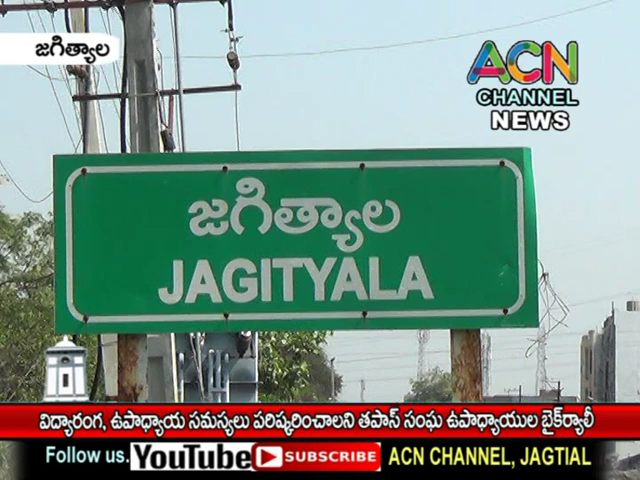 జగిత్యాల
ACN
CHANNEL
NEWS
జగిత్యాల
JAGITYALA
విద్యారంగ, ఉపాధ్యాయ సమస్యలు పరిష్కరించాలని తపాస్ సంఘ ఉపాధ్యాయుల బైక్‌ర్యాలీ
Follow us. YouTube SUBSCRIBE ACN CHANNEL, JAGTIAL